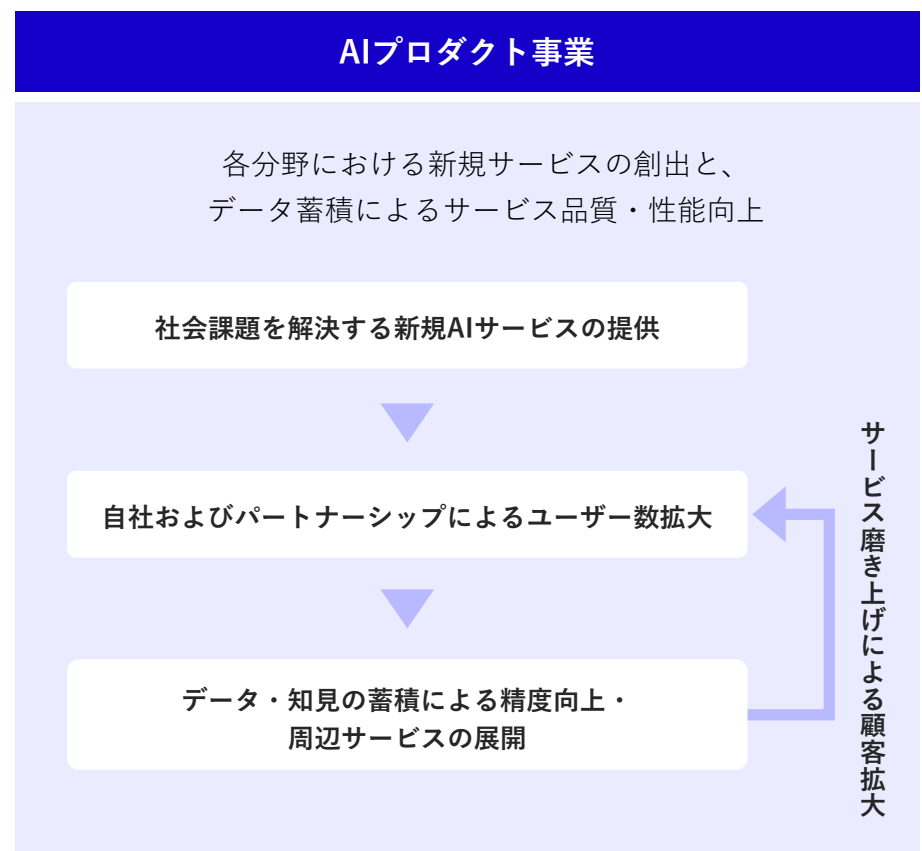 AIプロダクト事業
各分野における新規サービスの創出と、
データ蓄積によるサービス品質・性能向上
社会課題を解決する新規AIサービスの提供
自社およびパートナーシップによるユーザー数拡大
データ・知見の蓄積による精度向上・
周辺サービスの展開
サービス磨き上げによる顧客拡大